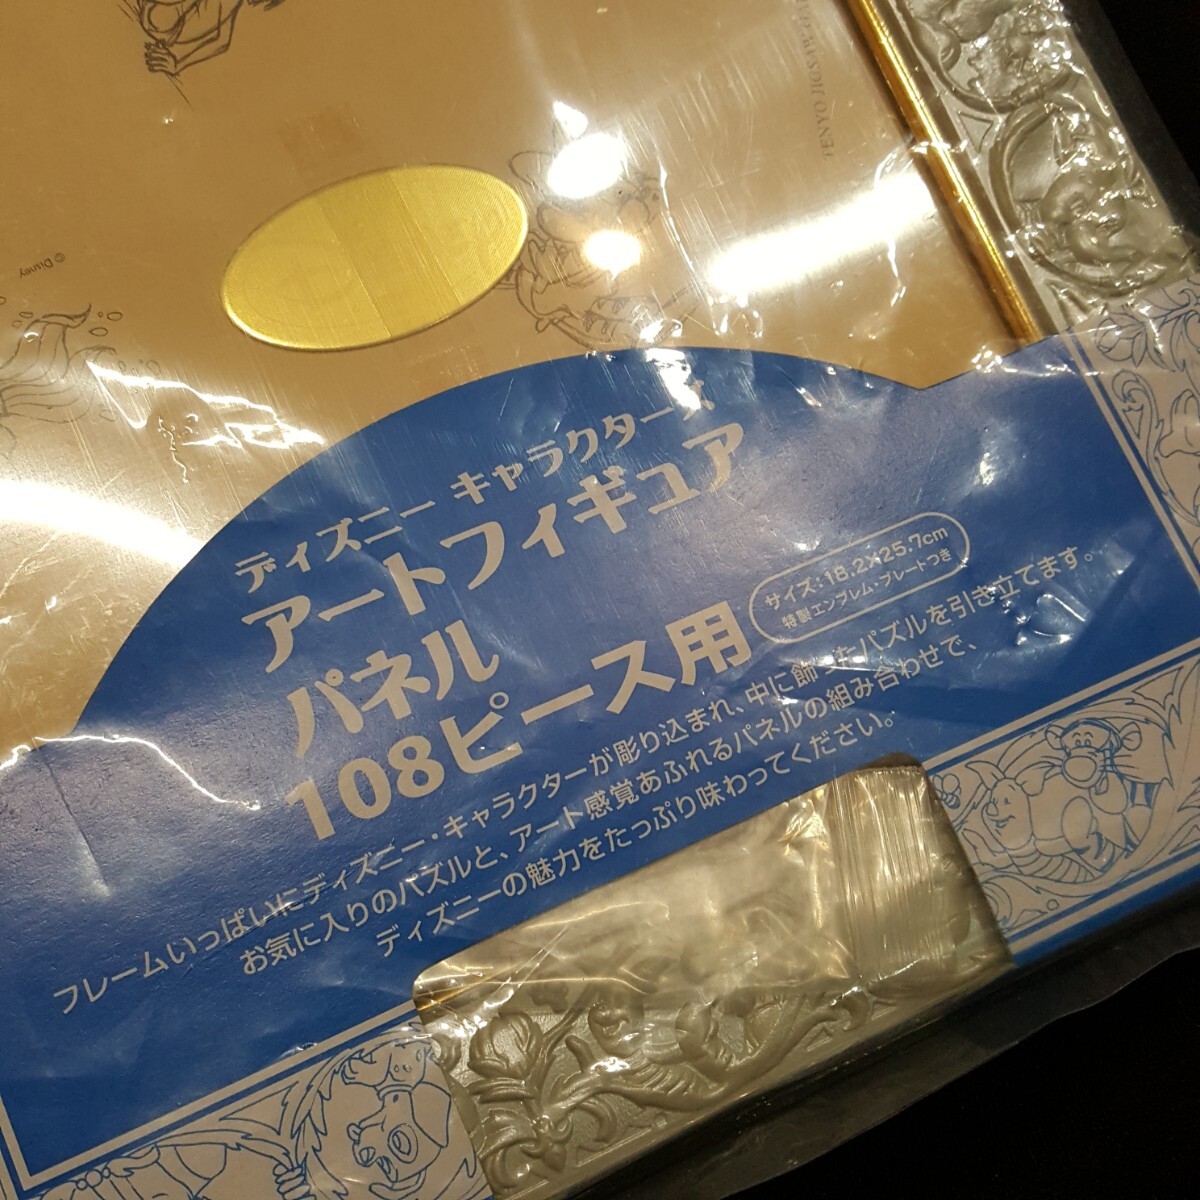 TENYO JIGSAW
© Disney
ディズニー キャラクターズ
アートフィギュア
パネル
108ピース用
サイズ：18.2×25.7cm
特製エンブレム・プレートつき
フレームいっぱいにディズニー・キャラクターが彫り込まれ、中に飾ったパズルを引き立てます。
お気に入りのパズルと、アート感覚あふれるパネルの組み合わせで、
ディズニーの魅力をたっぷり味わってください。